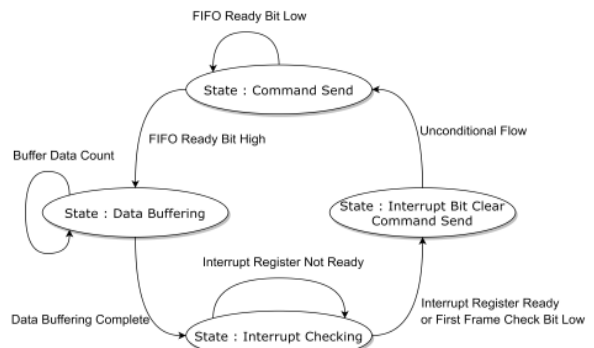 FIFO Ready Bit Low
State : Command Send
FIFO Ready Bit High
Unconditional Flow
Buffer Data Count
State : Data Buffering
State : Interrupt Bit Clear
Command Send
Interrupt Register Not Ready
Data Buffering Complete
Interrupt Register Ready
or First Frame Check Bit Low
State : Interrupt Checking